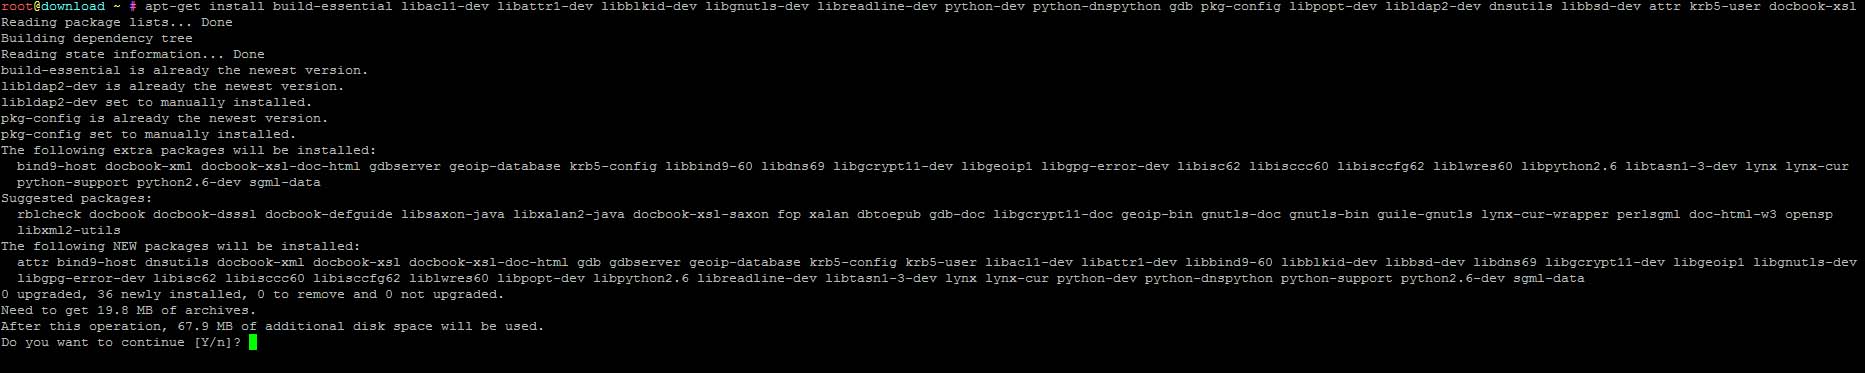 root@download ~ # apt-get install build-essential libacl1-dev libattr1-dev libblkid-dev libgnutls-dev libreadline-dev python-dev python-dnspython gdb pkg-config libpopt-dev libldap2-dev dnsutils libbsd-dev attr krb5-user docbook-xsl
Reading package lists... Done
Building dependency tree
Reading state information... Done
build-essential is already the newest version.
libldap2-dev is already the newest version.
libldap2-dev set to manually installed.
pkg-config is already the newest version.
pkg-config set to manually installed.
The following extra packages will be installed:
bind9-host docbook-xml docbook-xsl-doc-html gdbserver geoip-database krb5-config libbind9-60 libdns69 libgcrypt11-dev libgeoip1 libgpg-error-dev libisc62 libisccc60 libisccfg62 liblwres60 libpython2.6 libtasn1-3-dev lynx lynx-cur
python-support python2.6-dev sgml-data
Suggested packages:
rblcheck docbook docbook-dsssl docbook-defguide libsaxon-java libxalan2-java docbook-xsl-saxon fop xalan dbtoepub gdb-doc libgcrypt11-doc geoip-bin gnutls-doc gnutls-bin guile-gnutls lynx-cur-wrapper perlsgml doc-html-w3 opensp
libxml2-utils
The following NEW packages will be installed:
attr bind9-host dnsutils docbook-xml docbook-xsl docbook-xsl-doc-html gdb gdbserver geoip-database krb5-config krb5-user libacl1-dev libattr1-dev libbind9-60 libblkid-dev libbsd-dev libdns69 libgcrypt11-dev libgeoip1 libgnutls-dev
libgpg-error-dev libisc62 libisccc60 libisccfg62 liblwres60 libpopt-dev libpython2.6 libreadline-dev libtasn1-3-dev lynx lynx-cur python-dev python-dnspython python-support python2.6-dev sgml-data
0 upgraded, 36 newly installed, 0 to remove and 0 not upgraded.
Need to get 19.8 MB of archives.
After this operation, 67.9 MB of additional disk space will be used.
Do you want to continue [Y/n]?